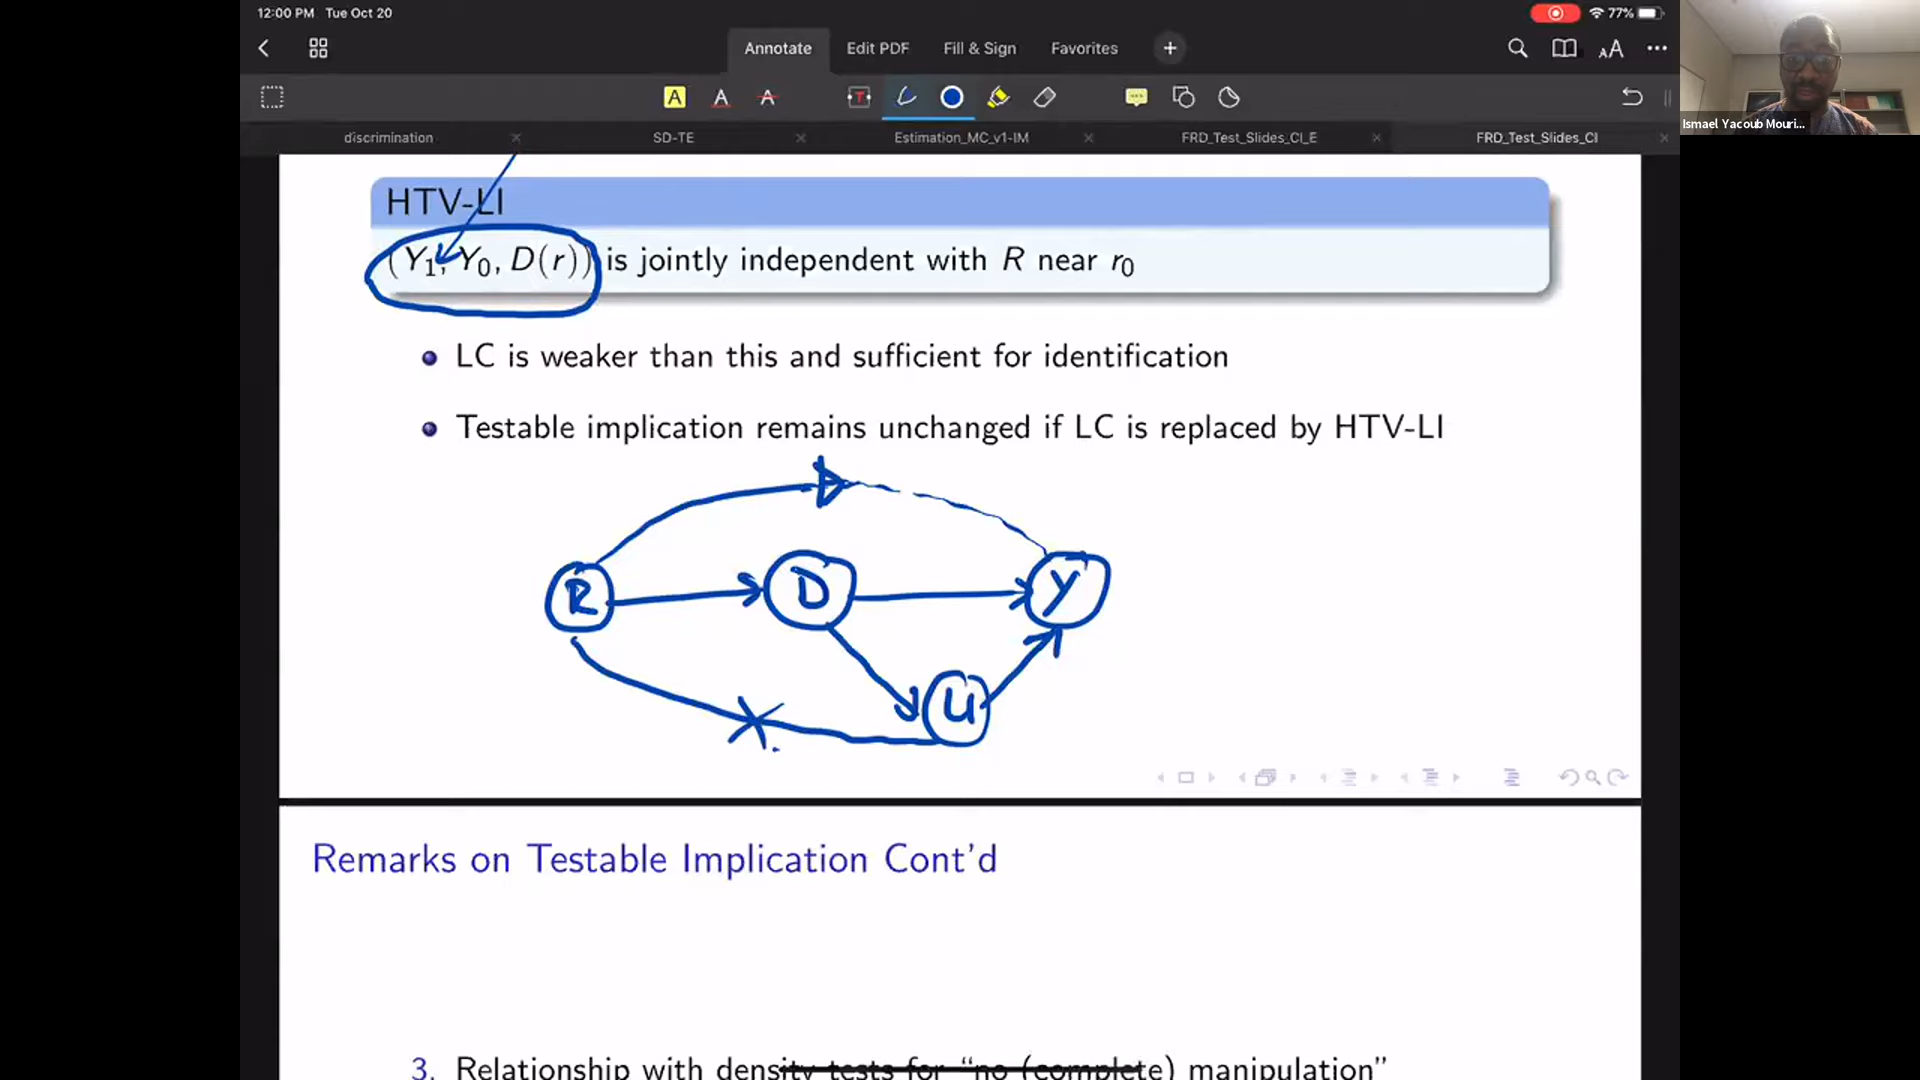 12:00 PM Tue Oct 20
77%
Annotate Edit PDF Fill & Sign Favorites
AA
A A A T
discrimination SD-TE Estimation_MC_v1-IM FRD_Test_Slides_CI_E FRD_Test_Slides_CI
Ismael Yacoub Mouri...
HTV-LI
(Y₁, Y₀, D(r)) is jointly independent with R near r₀
LC is weaker than this and sufficient for identification
Testable implication remains unchanged if LC is replaced by HTV-LI
R D Y
U
Remarks on Testable Implication Cont'd
3. Relationship with density tests for “no (complete) manipulation”